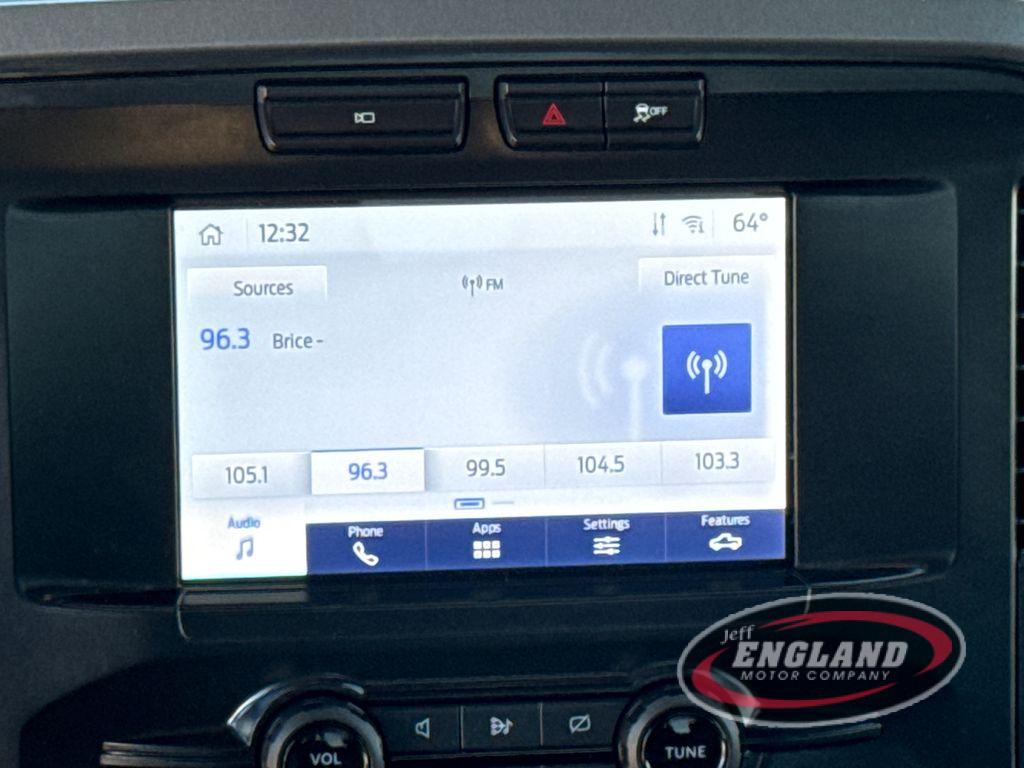 OFF
12:32
64°
Sources
FM
Direct Tune
96.3 Brice -
105.1 96.3 99.5 104.5 103.3
Audio Phone Apps Settings Features
Jeff
ENGLAND
MOTOR COMPANY
VOL
TUNE